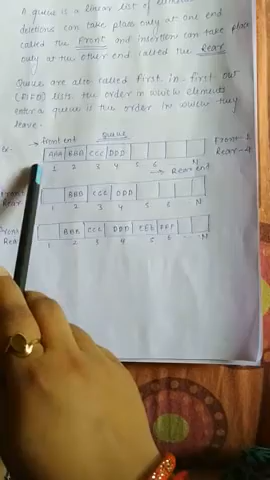 A queue is a linear list of elements
deletions can take place only at one end
called the Front and insertion can take place
only at the other end called the Rear
Queue are also called first-in-first-out
(FIFO) lists. the order in which elements
enter a queue is the order in which they
leave.
Queue
Ex: → front end
AAA BBB CCC DDD Front-1
1 2 3 4 5 6 N Rear-4
→ Rear end
BBB CCC DDD
Rear
1 2 3 4 5 6 N
BBB CCC DDD EEE FFF
Rear
1 2 3 4 5 6 N